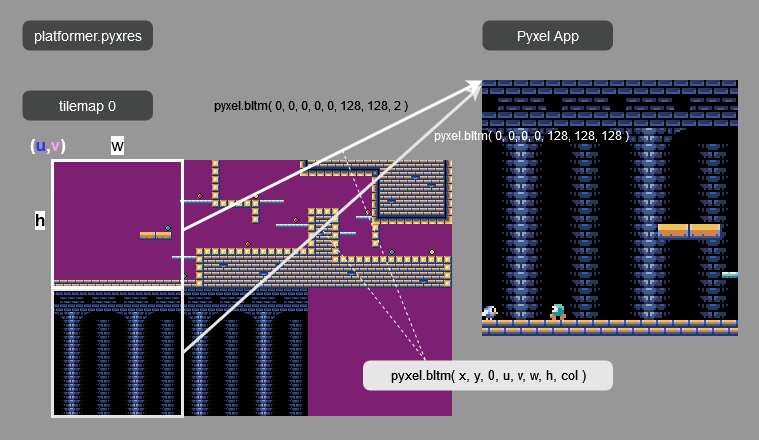 platformer.pyxres
Pyxel App
tilemap 0
pyxel.bltm( 0, 0, 0, 0, 0, 128, 128, 2 )
pyxel.bltm( 0, 0, 0, 0, 128, 128, 128 )
(u,v)
w
h
pyxel.bltm( x, y, 0, u, v, w, h, col )